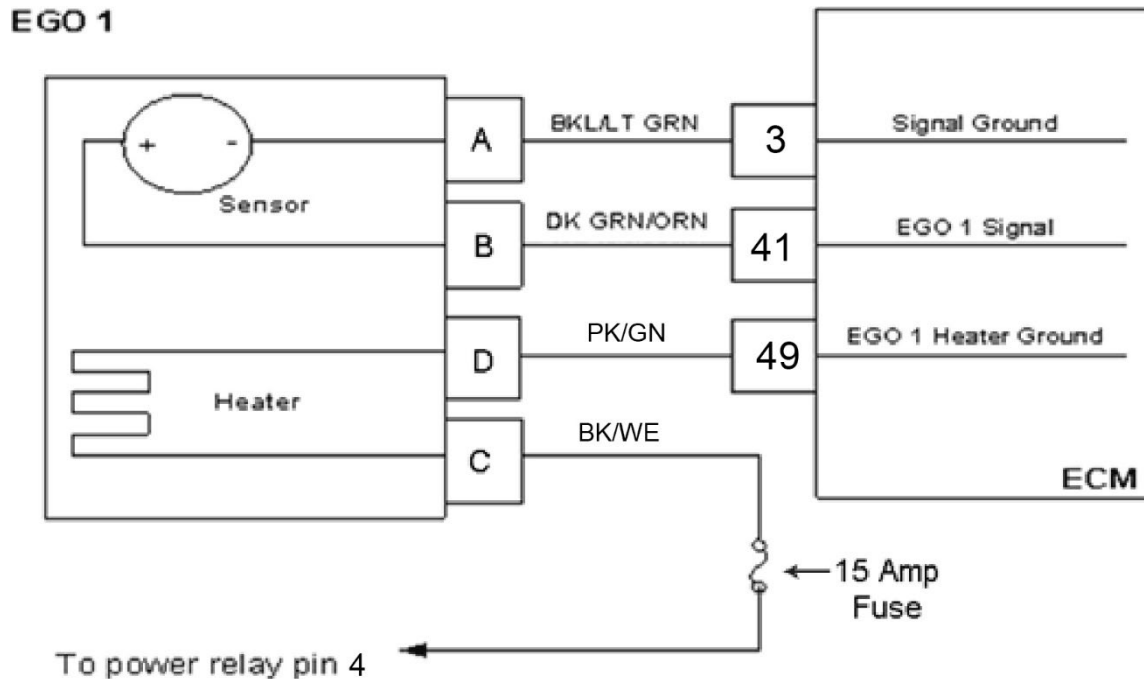 EGO 1
+ -
Sensor
Heater
A
B
D
C
BKL/LT GRN
DK GRN/ORN
PK/GN
BK/WE
3
41
49
Signal Ground
EGO 1 Signal
EGO 1 Heater Ground
ECM
15 Amp
Fuse
To power relay pin 4